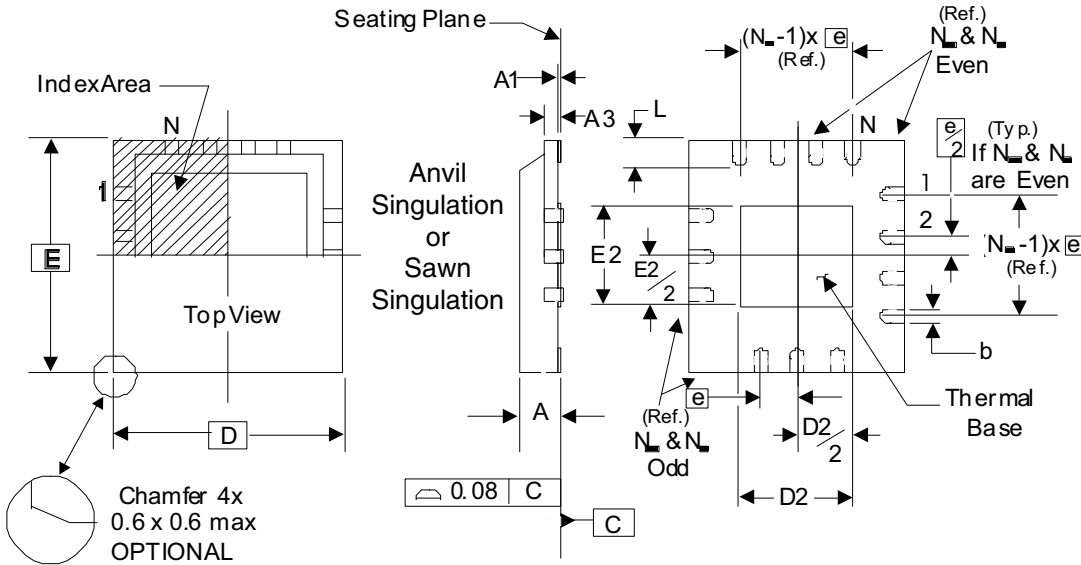 Seating Plane
Index Area
N
1
E
Top View
D
Chamfer 4x
0.6 x 0.6 max
OPTIONAL
A1
A3
L
Anvil
Singulation
or
Sawn
Singulation
A
0.08 C
C
(N -1)x e
(Ref.)
(Ref.)
N & N
Even
N
e/2
(Typ.)
If N & N
are Even
1
2
(N -1)x e
(Ref.)
E2
E2/2
b
e
(Ref.)
N & N
Odd
D2/2
D2
Thermal
Base